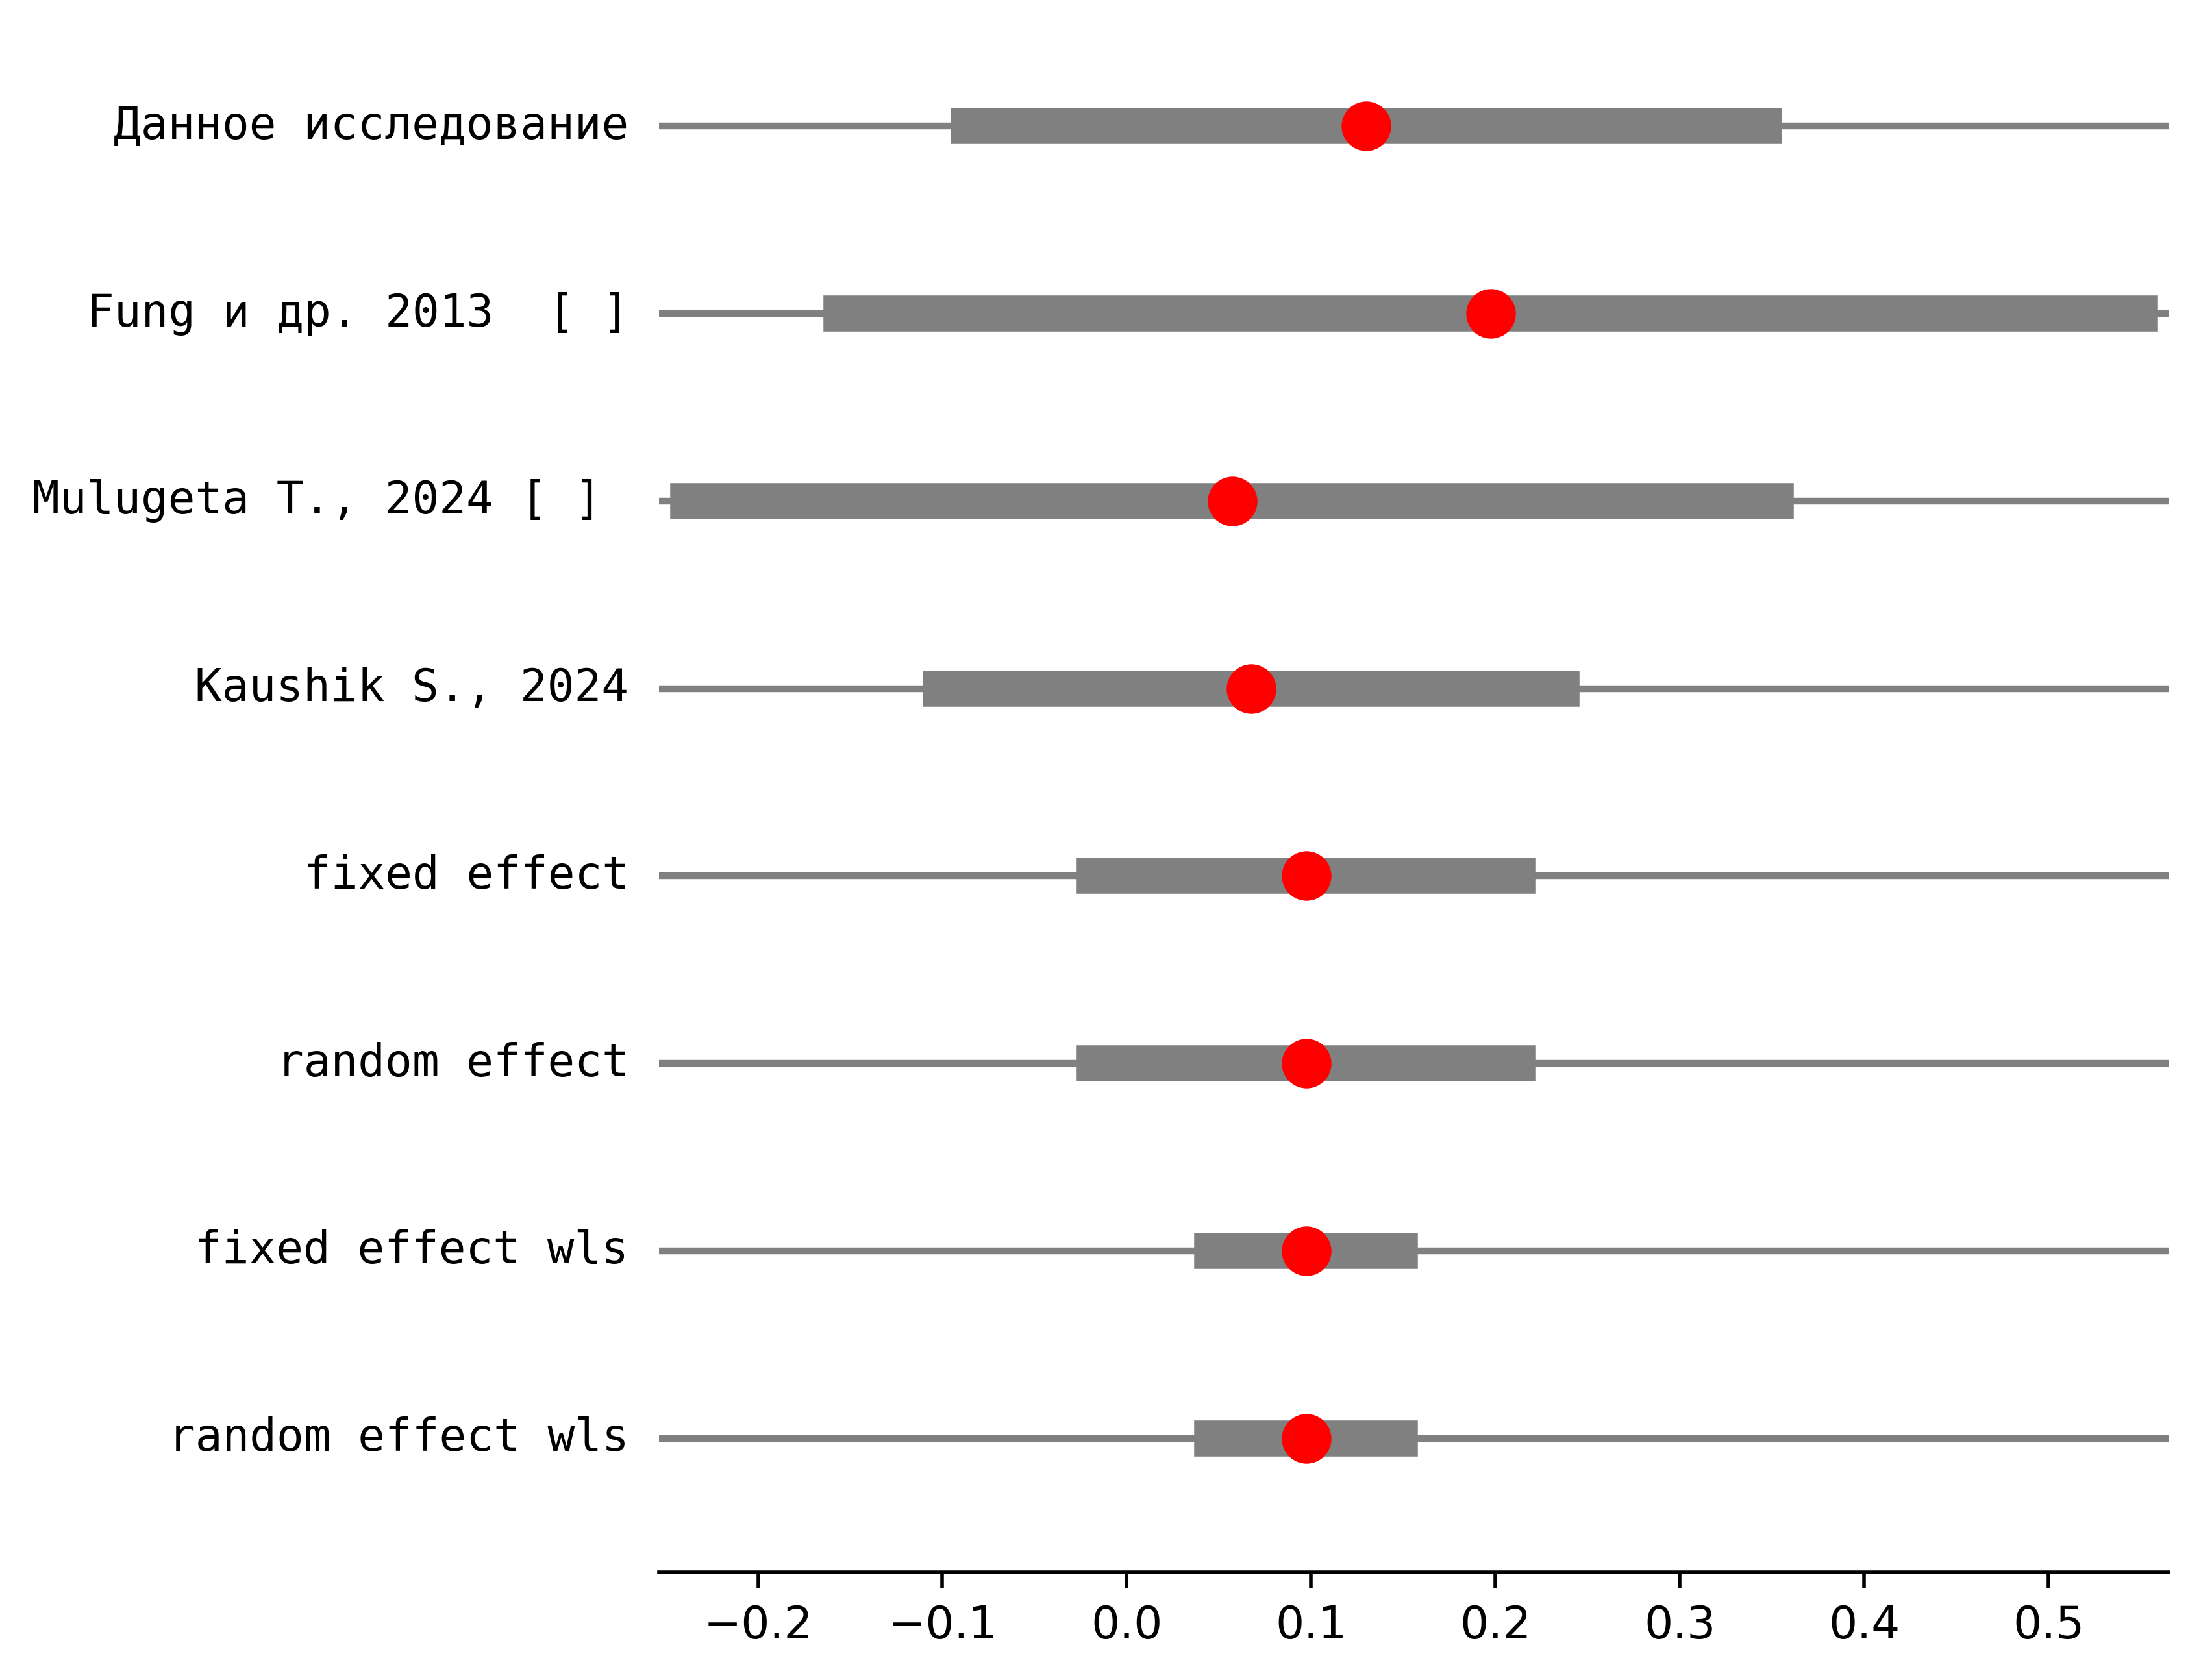 Данное исследование
Fung и др. 2013  [ ]
Mulugeta T., 2024 [ ]
Kaushik S., 2024
fixed effect
random effect
fixed effect wls
random effect wls
−0.2 −0.1 0.0 0.1 0.2 0.3 0.4 0.5